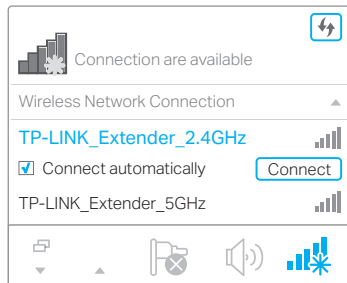 Connection are available
Wireless Network Connection
TP-LINK_Extender_2.4GHz
Connect automatically
Connect
TP-LINK_Extender_5GHz